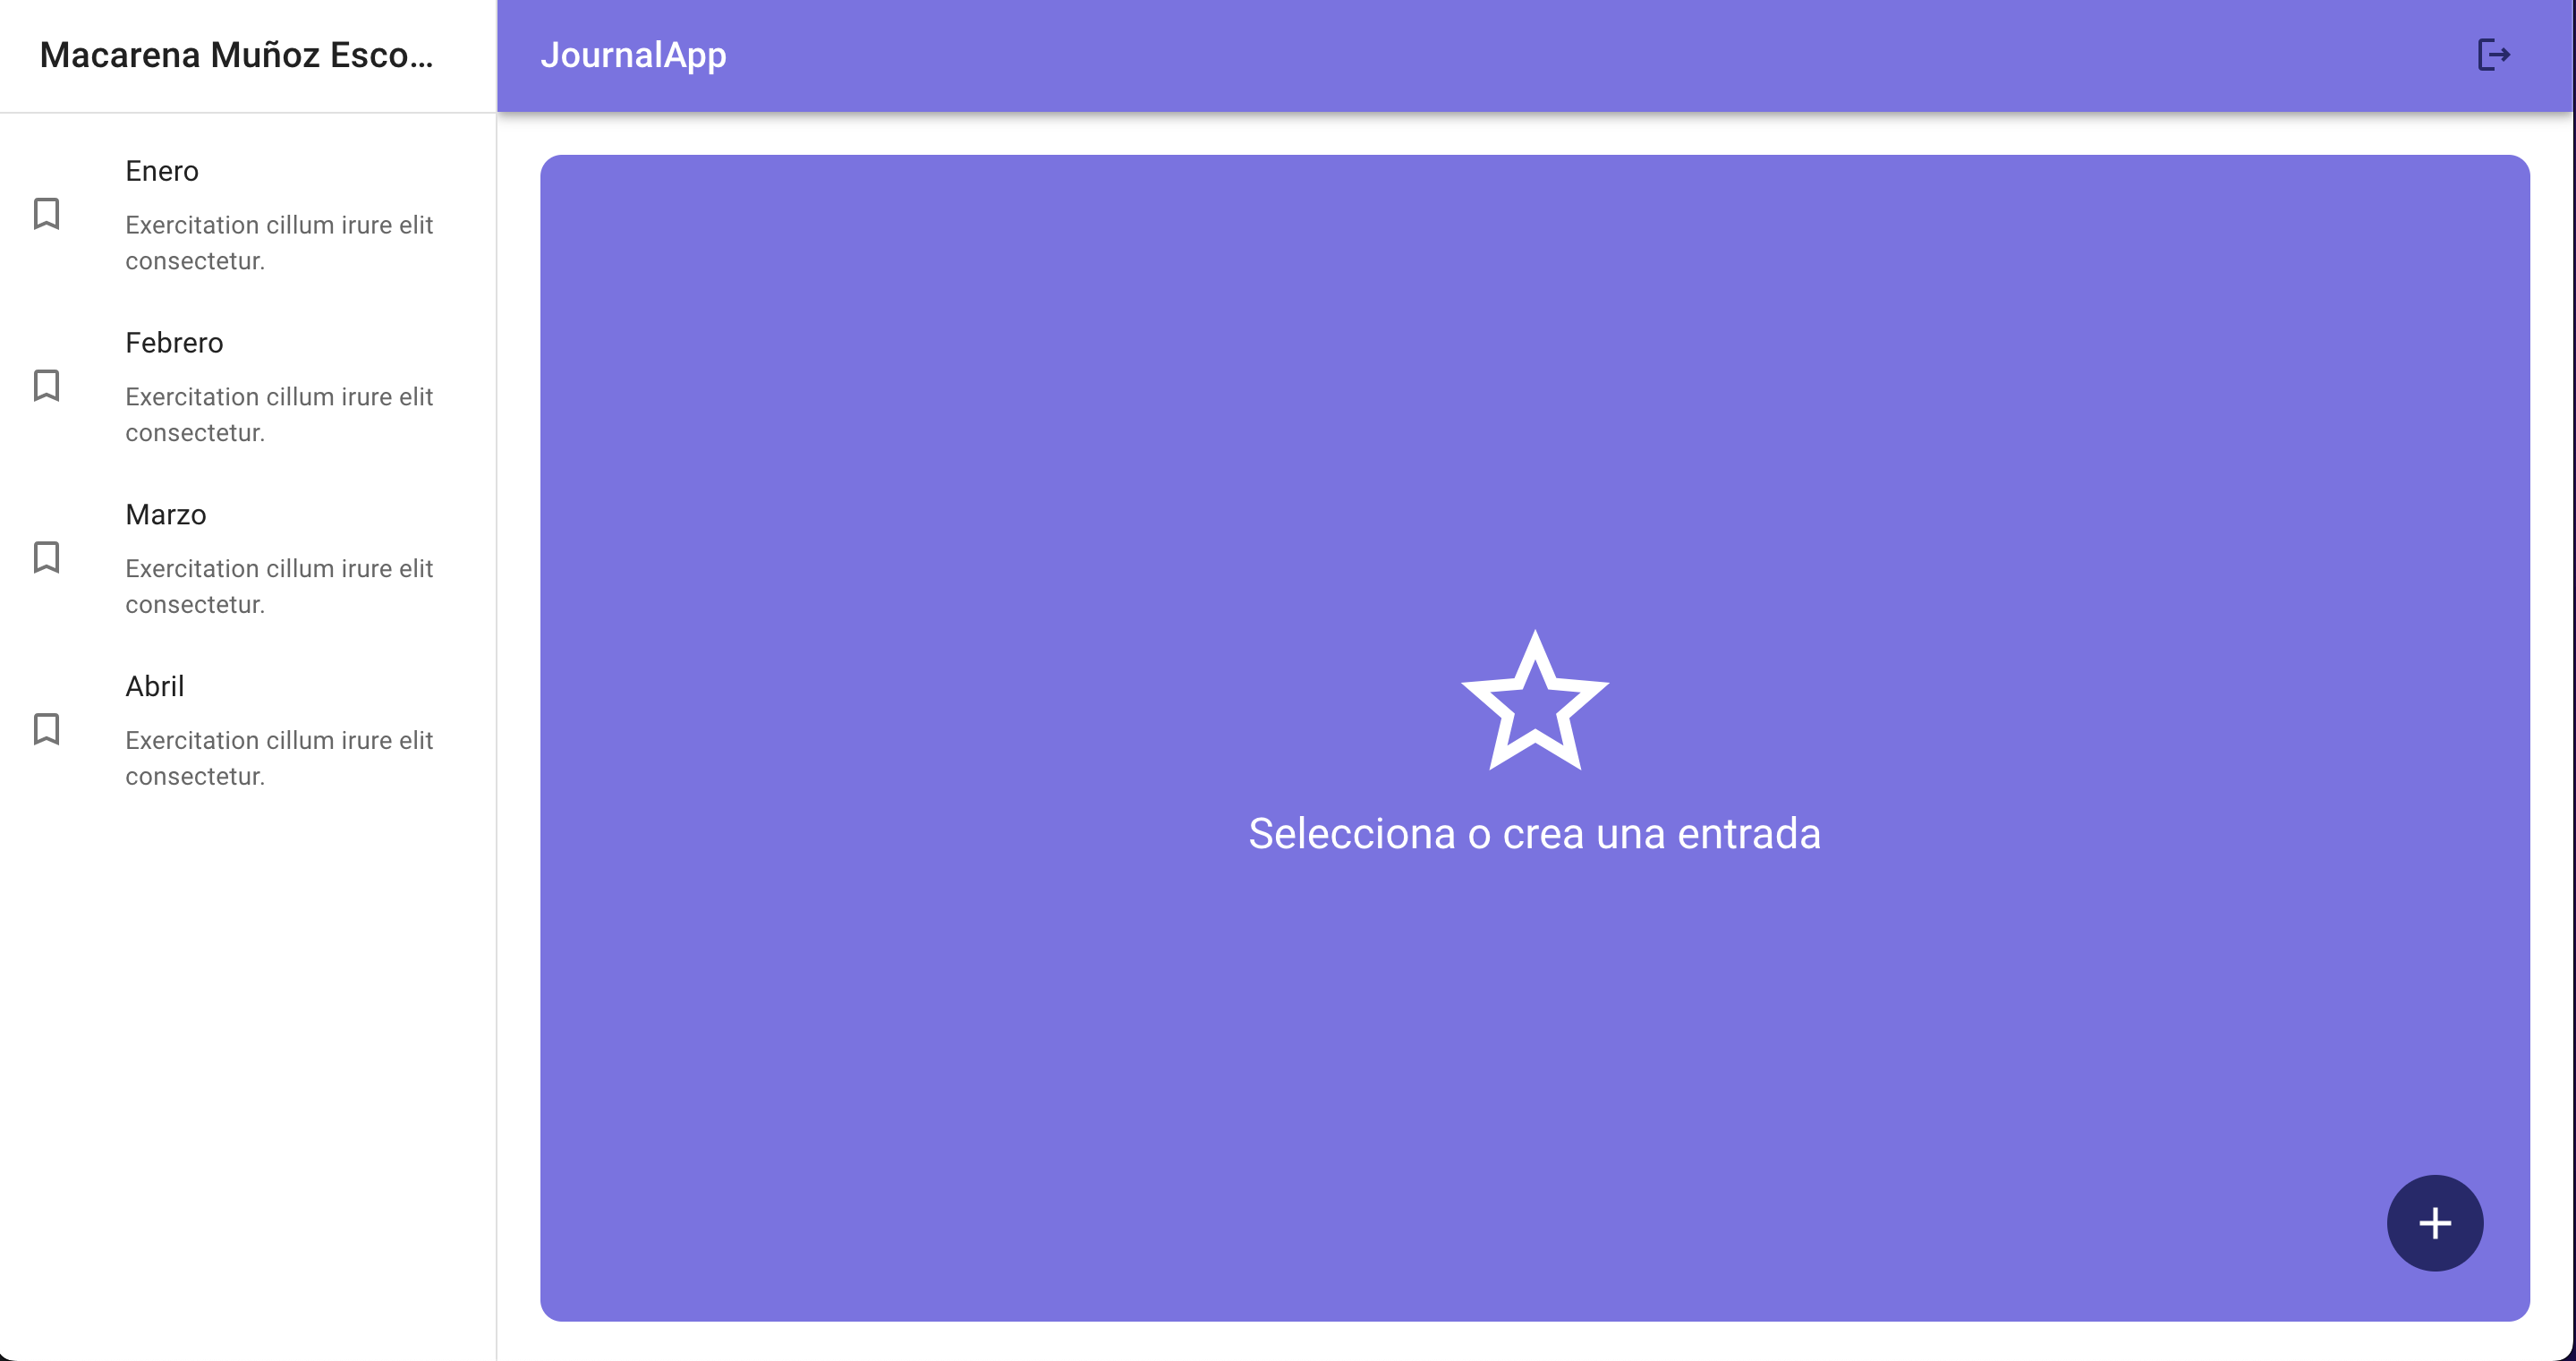 Macarena Muñoz Esco...
JournalApp
Enero
Exercitation cillum irure elit
consectetur.
Febrero
Exercitation cillum irure elit
consectetur.
Marzo
Exercitation cillum irure elit
consectetur.
Abril
Exercitation cillum irure elit
consectetur.
Selecciona o crea una entrada